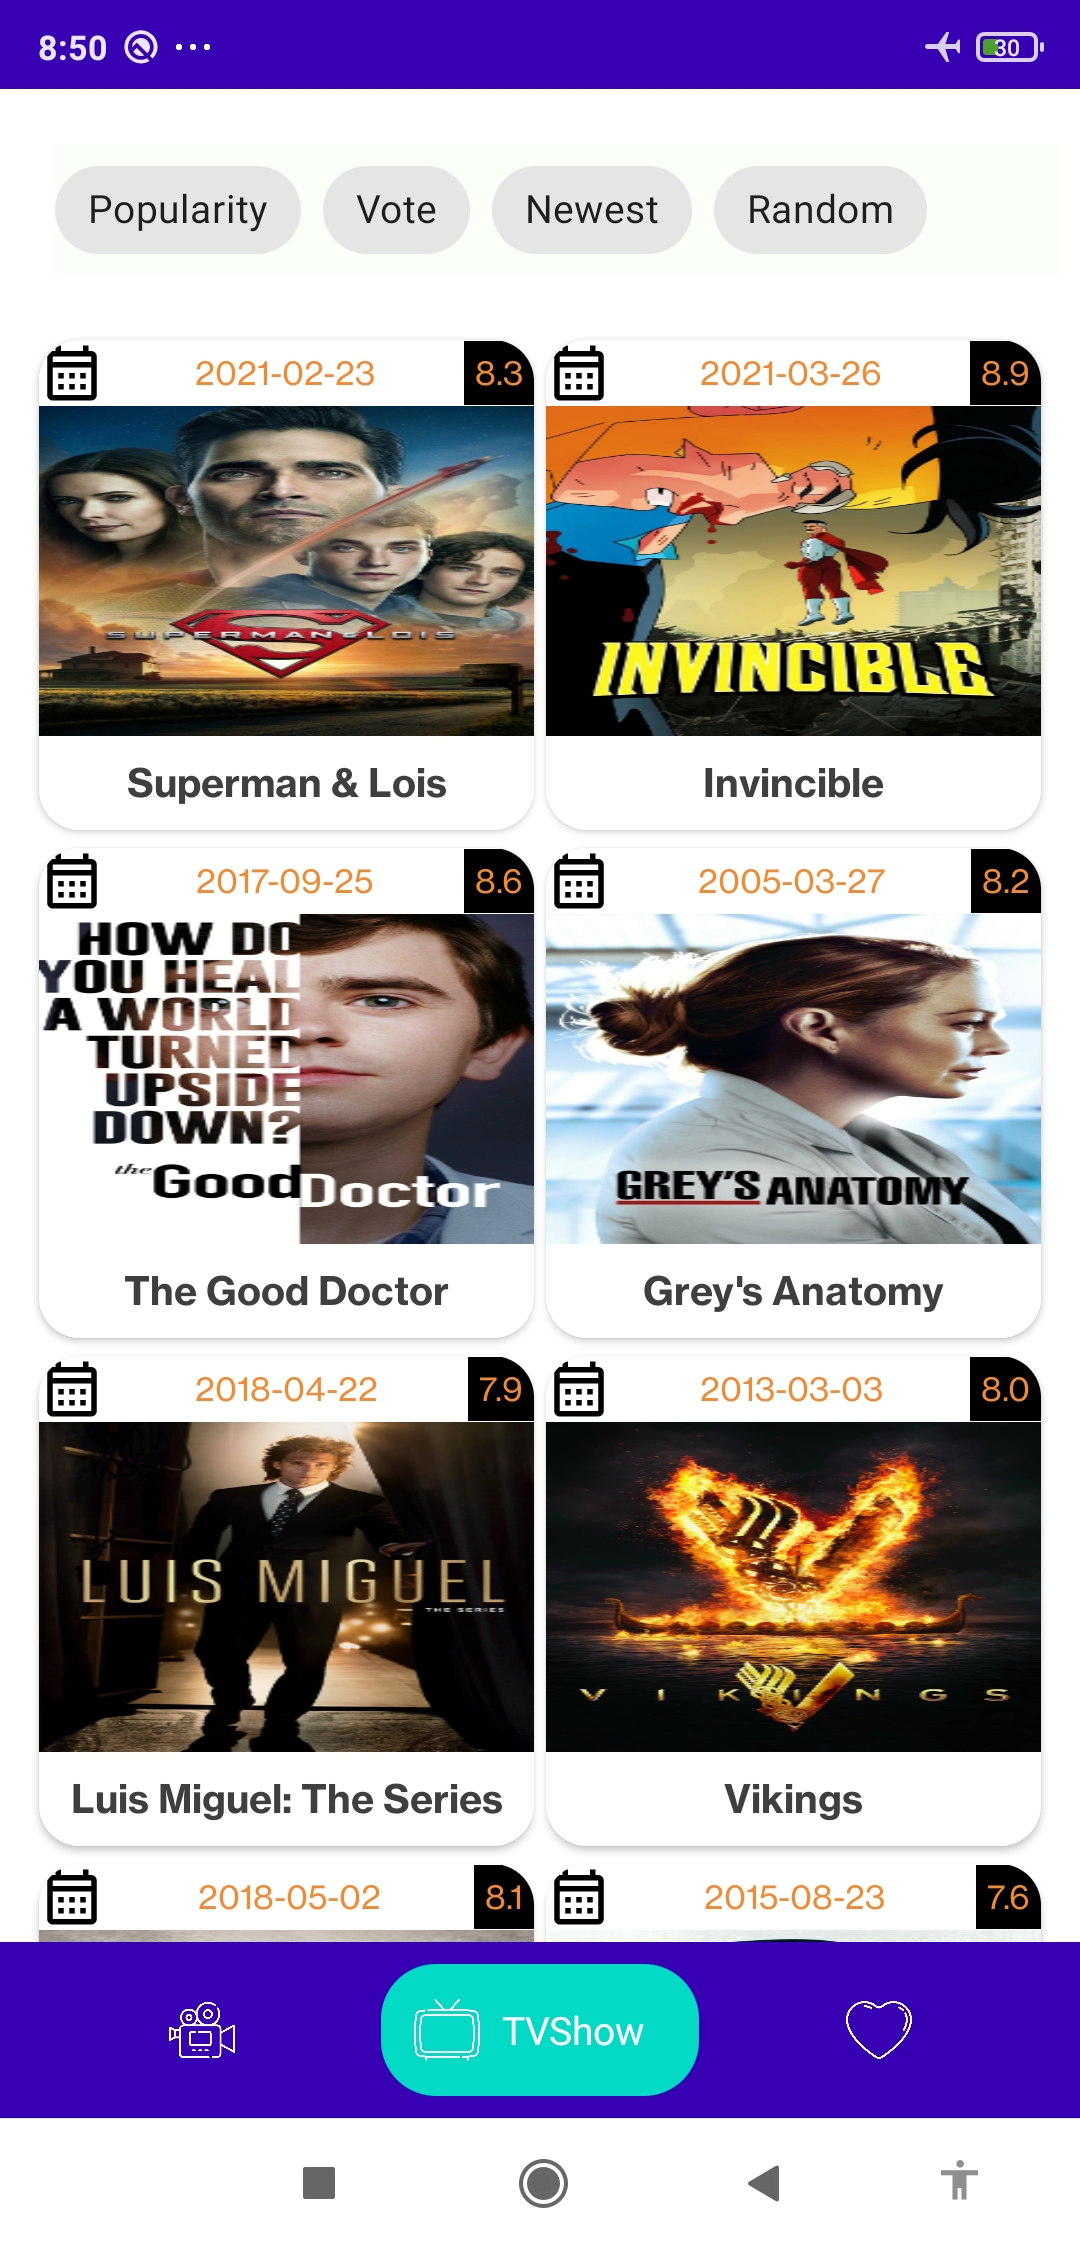 8:50
30
Popularity
Vote
Newest
Random
2021-02-23
8.3
SUPERMAN & LOIS
Superman & Lois
2021-03-26
8.9
INVINCIBLE
Invincible
2017-09-25
8.6
HOW DO
YOU HEAL
A WORLD
TURNED
UPSIDE
DOWN?
the Good Doctor
The Good Doctor
2005-03-27
8.2
GREY'S ANATOMY
Grey's Anatomy
2018-04-22
7.9
LUIS MIGUEL
THE SERIES
Luis Miguel: The Series
2013-03-03
8.0
VIKINGS
Vikings
2018-05-02
8.1
2015-08-23
7.6
TVShow